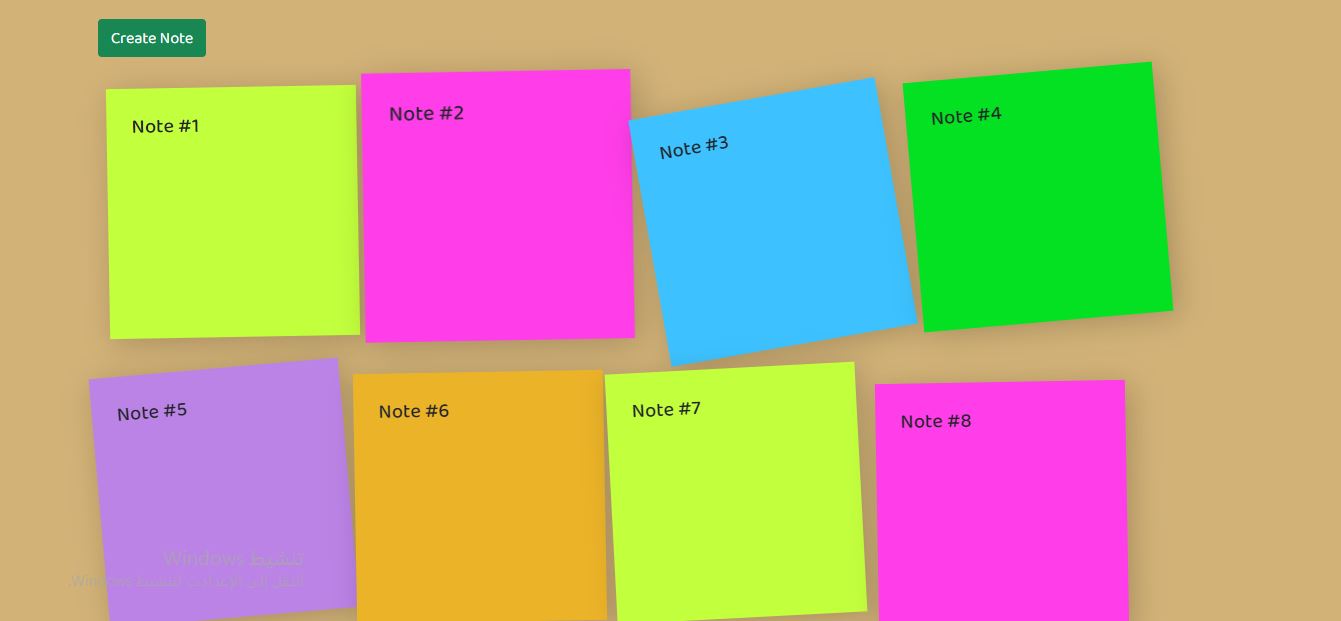 Create Note
Note #1
Note #2
Note #3
Note #4
Note #5
Note #6
Note #7
Note #8
تنشيط Windows
انتقل إلى الإعدادات لتنشيط Windows.